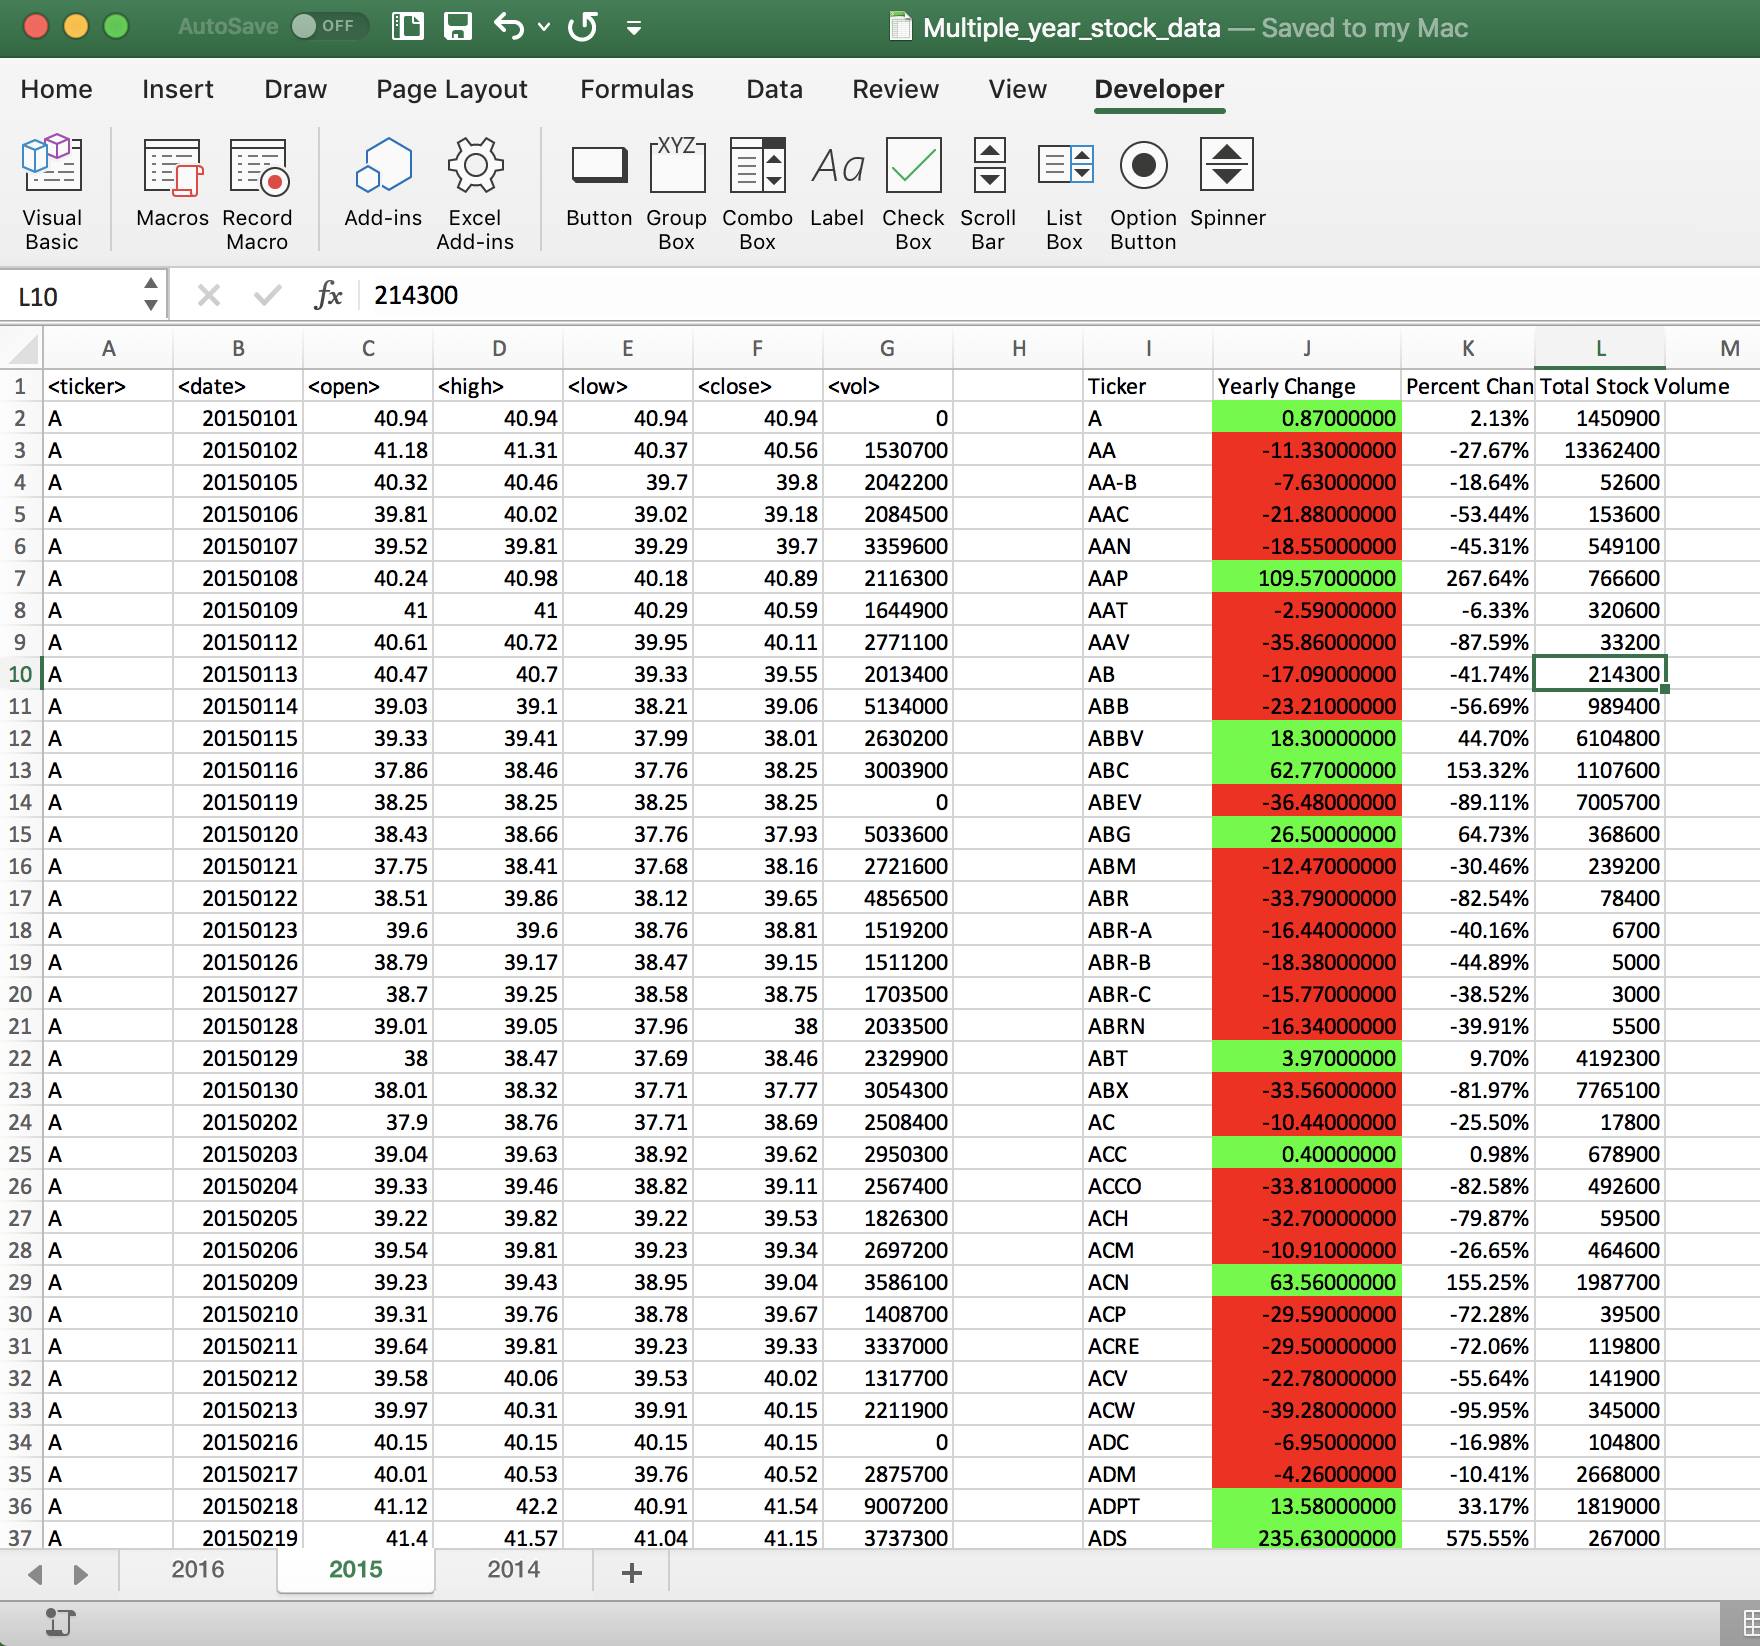 AutoSave OFF Multiple_year_stock_data — Saved to my Mac
Home Insert Draw Page Layout Formulas Data Review View Developer
XYZ Aa
Visual Basic Macros Record Macro Add-ins Excel Add-ins Button Group Box Combo Box Label Check Box Scroll Bar List Box Option Button Spinner
L10 fx 214300
A B C D E F G H I J K L M
1 <ticker> <date> <open> <high> <low> <close> <vol> Ticker Yearly Change Percent Chan Total Stock Volume
2 A 20150101 40.94 40.94 40.94 40.94 0 A 0.87000000 2.13% 1450900
3 A 20150102 41.18 41.31 40.37 40.56 1530700 AA -11.33000000 -27.67% 13362400
4 A 20150105 40.32 40.46 39.7 39.8 2042200 AA-B -7.63000000 -18.64% 52600
5 A 20150106 39.81 40.02 39.02 39.18 2084500 AAC -21.88000000 -53.44% 153600
6 A 20150107 39.52 39.81 39.29 39.7 3359600 AAN -18.55000000 -45.31% 549100
7 A 20150108 40.24 40.98 40.18 40.89 2116300 AAP 109.57000000 267.64% 766600
8 A 20150109 41 41 40.29 40.59 1644900 AAT -2.59000000 -6.33% 320600
9 A 20150112 40.61 40.72 39.95 40.11 2771100 AAV -35.86000000 -87.59% 33200
10 A 20150113 40.47 40.7 39.33 39.55 2013400 AB -17.09000000 -41.74% 214300
11 A 20150114 39.03 39.1 38.21 39.06 5134000 ABB -23.21000000 -56.69% 989400
12 A 20150115 39.33 39.41 37.99 38.01 2630200 ABBV 18.30000000 44.70% 6104800
13 A 20150116 37.86 38.46 37.76 38.25 3003900 ABC 62.77000000 153.32% 1107600
14 A 20150119 38.25 38.25 38.25 38.25 0 ABEV -36.48000000 -89.11% 7005700
15 A 20150120 38.43 38.66 37.76 37.93 5033600 ABG 26.50000000 64.73% 368600
16 A 20150121 37.75 38.41 37.68 38.16 2721600 ABM -12.47000000 -30.46% 239200
17 A 20150122 38.51 39.86 38.12 39.65 4856500 ABR -33.79000000 -82.54% 78400
18 A 20150123 39.6 39.6 38.76 38.81 1519200 ABR-A -16.44000000 -40.16% 6700
19 A 20150126 38.79 39.17 38.47 39.15 1511200 ABR-B -18.38000000 -44.89% 5000
20 A 20150127 38.7 39.25 38.58 38.75 1703500 ABR-C -15.77000000 -38.52% 3000
21 A 20150128 39.01 39.05 37.96 38 2033500 ABRN -16.34000000 -39.91% 5500
22 A 20150129 38 38.47 37.69 38.46 2329900 ABT 3.97000000 9.70% 4192300
23 A 20150130 38.01 38.32 37.71 37.77 3054300 ABX -33.56000000 -81.97% 7765100
24 A 20150202 37.9 38.76 37.71 38.69 2508400 AC -10.44000000 -25.50% 17800
25 A 20150203 39.04 39.63 38.92 39.62 2950300 ACC 0.40000000 0.98% 678900
26 A 20150204 39.33 39.46 38.82 39.11 2567400 ACCO -33.81000000 -82.58% 492600
27 A 20150205 39.22 39.82 39.22 39.53 1826300 ACH -32.70000000 -79.87% 59500
28 A 20150206 39.54 39.81 39.23 39.34 2697200 ACM -10.91000000 -26.65% 464600
29 A 20150209 39.23 39.43 38.95 39.04 3586100 ACN 63.56000000 155.25% 1987700
30 A 20150210 39.31 39.76 38.78 39.67 1408700 ACP -29.59000000 -72.28% 39500
31 A 20150211 39.64 39.81 39.23 39.33 3337000 ACRE -29.50000000 -72.06% 119800
32 A 20150212 39.58 40.06 39.53 40.02 1317700 ACV -22.78000000 -55.64% 141900
33 A 20150213 39.97 40.31 39.91 40.15 2211900 ACW -39.28000000 -95.95% 345000
34 A 20150216 40.15 40.15 40.15 40.15 0 ADC -6.95000000 -16.98% 104800
35 A 20150217 40.01 40.53 39.76 40.52 2875700 ADM -4.26000000 -10.41% 2668000
36 A 20150218 41.12 42.2 40.91 41.54 9007200 ADPT 13.58000000 33.17% 1819000
37 A 20150219 41.4 41.57 41.04 41.15 3737300 ADS 235.63000000 575.55% 267000
2016 2015 2014 +